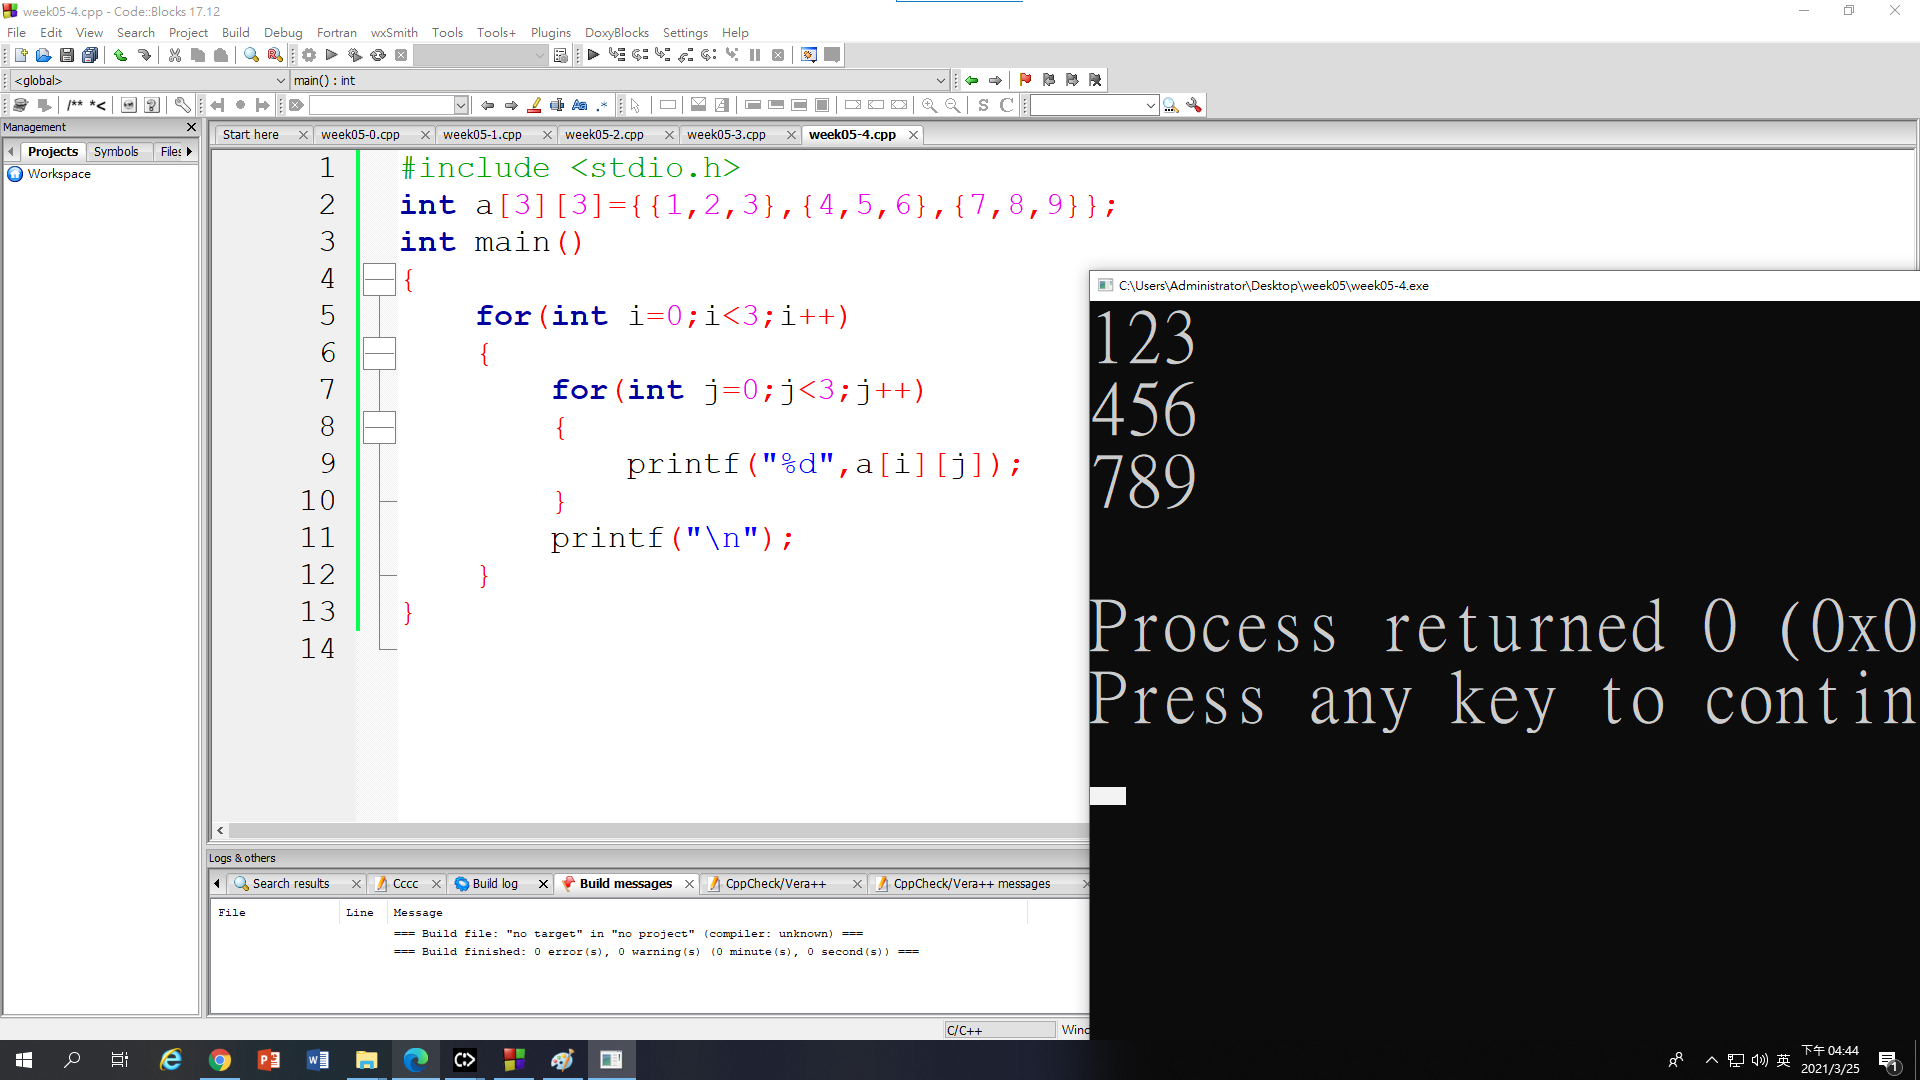 week05-4.cpp - Code::Blocks 17.12
File Edit View Search Project Build Debug Fortran wxSmith Tools Tools+ Plugins DoxyBlocks Settings Help
<global> main() : int
/** *<
Aa .*
S C
Management
Projects Symbols Files
Workspace
Start here week05-0.cpp week05-1.cpp week05-2.cpp week05-3.cpp week05-4.cpp
1 #include <stdio.h>
2 int a[3][3]={{1,2,3},{4,5,6},{7,8,9}};
3 int main()
4 {
5 for(int i=0;i<3;i++)
6 {
7 for(int j=0;j<3;j++)
8 {
9 printf("%d",a[i][j]);
10 }
11 printf("\n");
12 }
13 }
14
C:\Users\Administrator\Desktop\week05\week05-4.exe
123
456
789
Process returned 0 (0x0
Press any key to contin
Logs & others
Search results Cccc Build log Build messages CppCheck/Vera++ CppCheck/Vera++ messages
File Line Message
=== Build file: "no target" in "no project" (compiler: unknown) ===
=== Build finished: 0 error(s), 0 warning(s) (0 minute(s), 0 second(s)) ===
C/C++ Winc
英
下午 04:44
2021/3/25
1